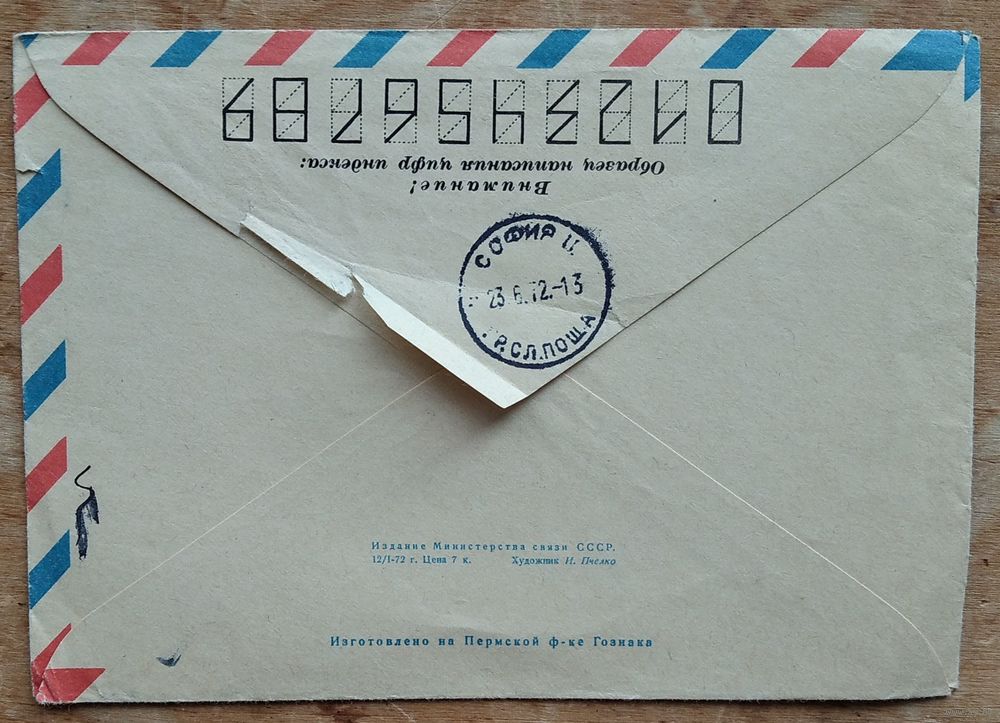 Внимание!
Образец написания цифр индекса:
0123456789
СОФИЯ Ц.
23.6.72.-13
ГР.СЛ.ПОЩА
Издание Министерства связи СССР.
12/I-72 г. Цена 7 к. Художник И. Пчелко
Изготовлено на Пермской ф-ке Гознака